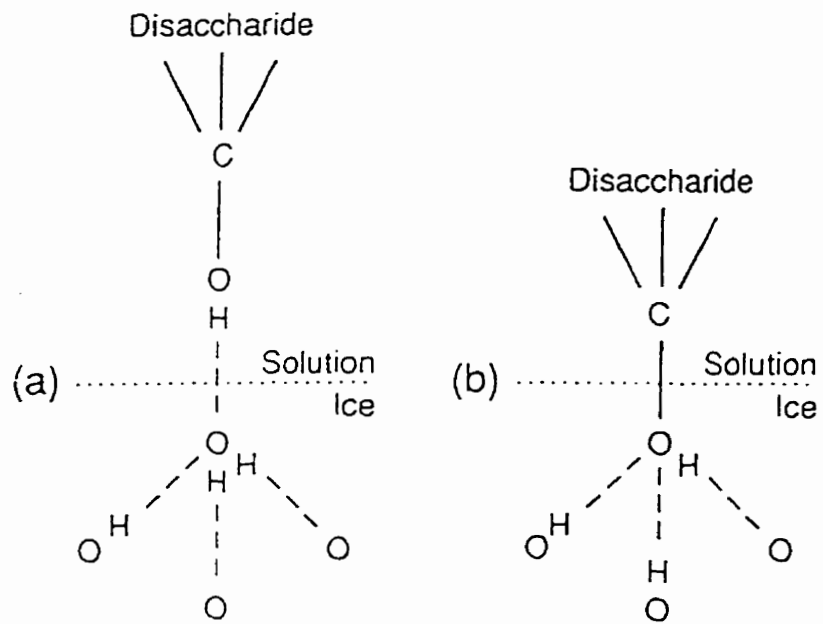 Disaccharide
C
O
H
(a)
Solution
Ice
O
H
H
H
O
O
O
Disaccharide
C
(b)
Solution
Ice
O
H
H
O
O
H
O